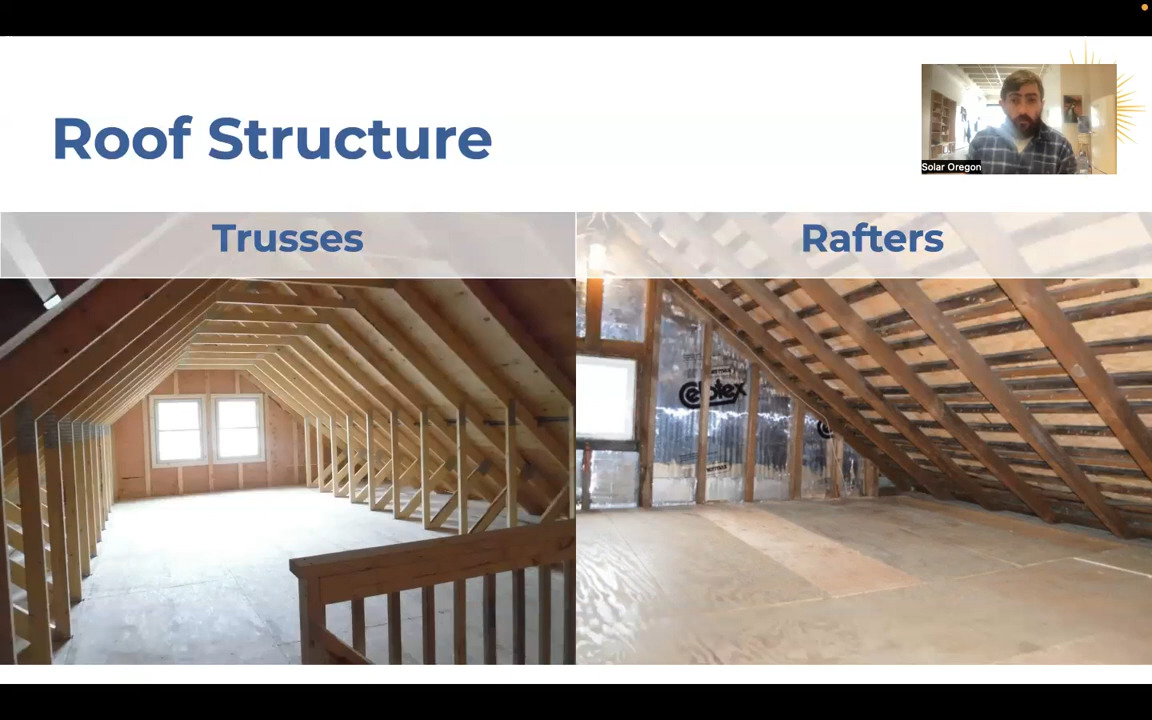 Roof Structure
Solar Oregon
Trusses
Rafters
Celotex